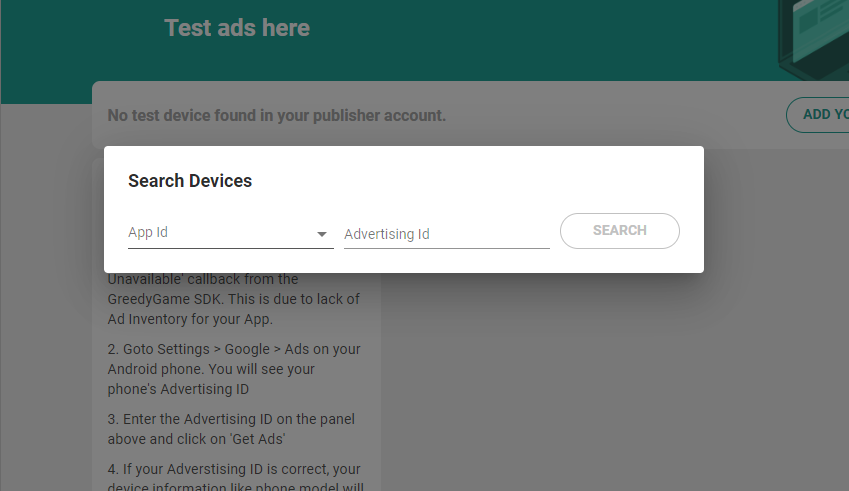 Test ads here
No test device found in your publisher account.
ADD YO
Search Devices
App Id
Advertising Id
SEARCH
Unavailable' callback from the
GreedyGame SDK. This is due to lack of
Ad Inventory for your App.
2. Goto Settings > Google > Ads on your
Android phone. You will see your
phone's Advertising ID
3. Enter the Advertising ID on the panel
above and click on 'Get Ads'
4. If your Adverstising ID is correct, your
device information like phone model will